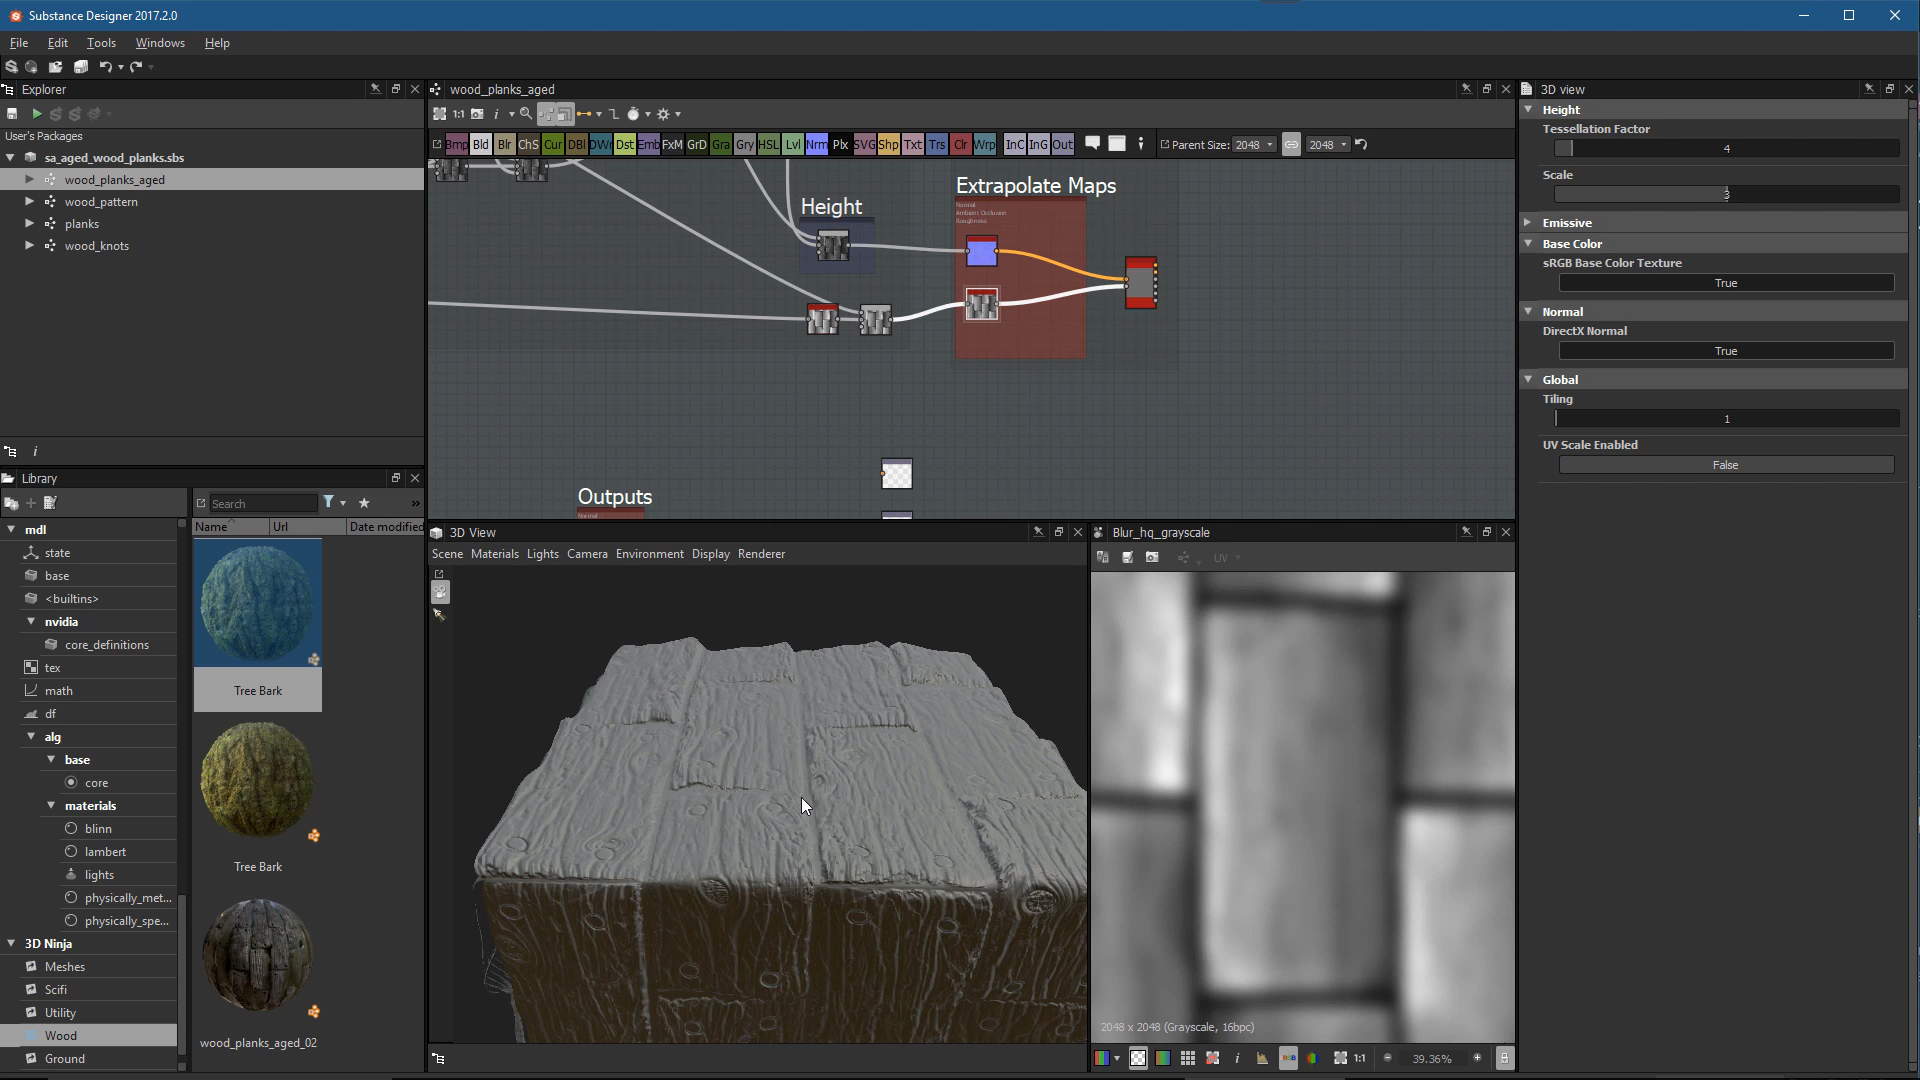 Substance Designer 2017.2.0
File Edit Tools Windows Help
Explorer
User's Packages
sa_aged_wood_planks.sbs
wood_planks_aged
wood_pattern
planks
wood_knots
Library
mdl
state
base
<builtins>
nvidia
core_definitions
tex
math
df
alg
base
core
materials
blinn
lambert
lights
physically_met...
physically_spe...
3D Ninja
Meshes
Scifi
Utility
Wood
Ground
Search
Name Url Date modified
Tree Bark
Tree Bark
wood_planks_aged_02
wood_planks_aged
1:1
Bmp Bld Blr ChS Cur DBl DWr Dst Emb FxM GrD Gra Gry HSL Lvl Nrm Plx SVG Shp Txt Trs Clr Wrp InC InG Out Parent Size: 2048 2048
Height
Extrapolate Maps
Normal
Ambient Occlusion
Roughness
Outputs
Normal
3D View
Scene Materials Lights Camera Environment Display Renderer
Blur_hq_grayscale
UV
2048 x 2048 (Grayscale, 16bpc)
RGB 1:1 39.36%
3D view
Height
Tessellation Factor
4
Scale
3
Emissive
Base Color
sRGB Base Color Texture
True
Normal
DirectX Normal
True
Global
Tiling
1
UV Scale Enabled
False